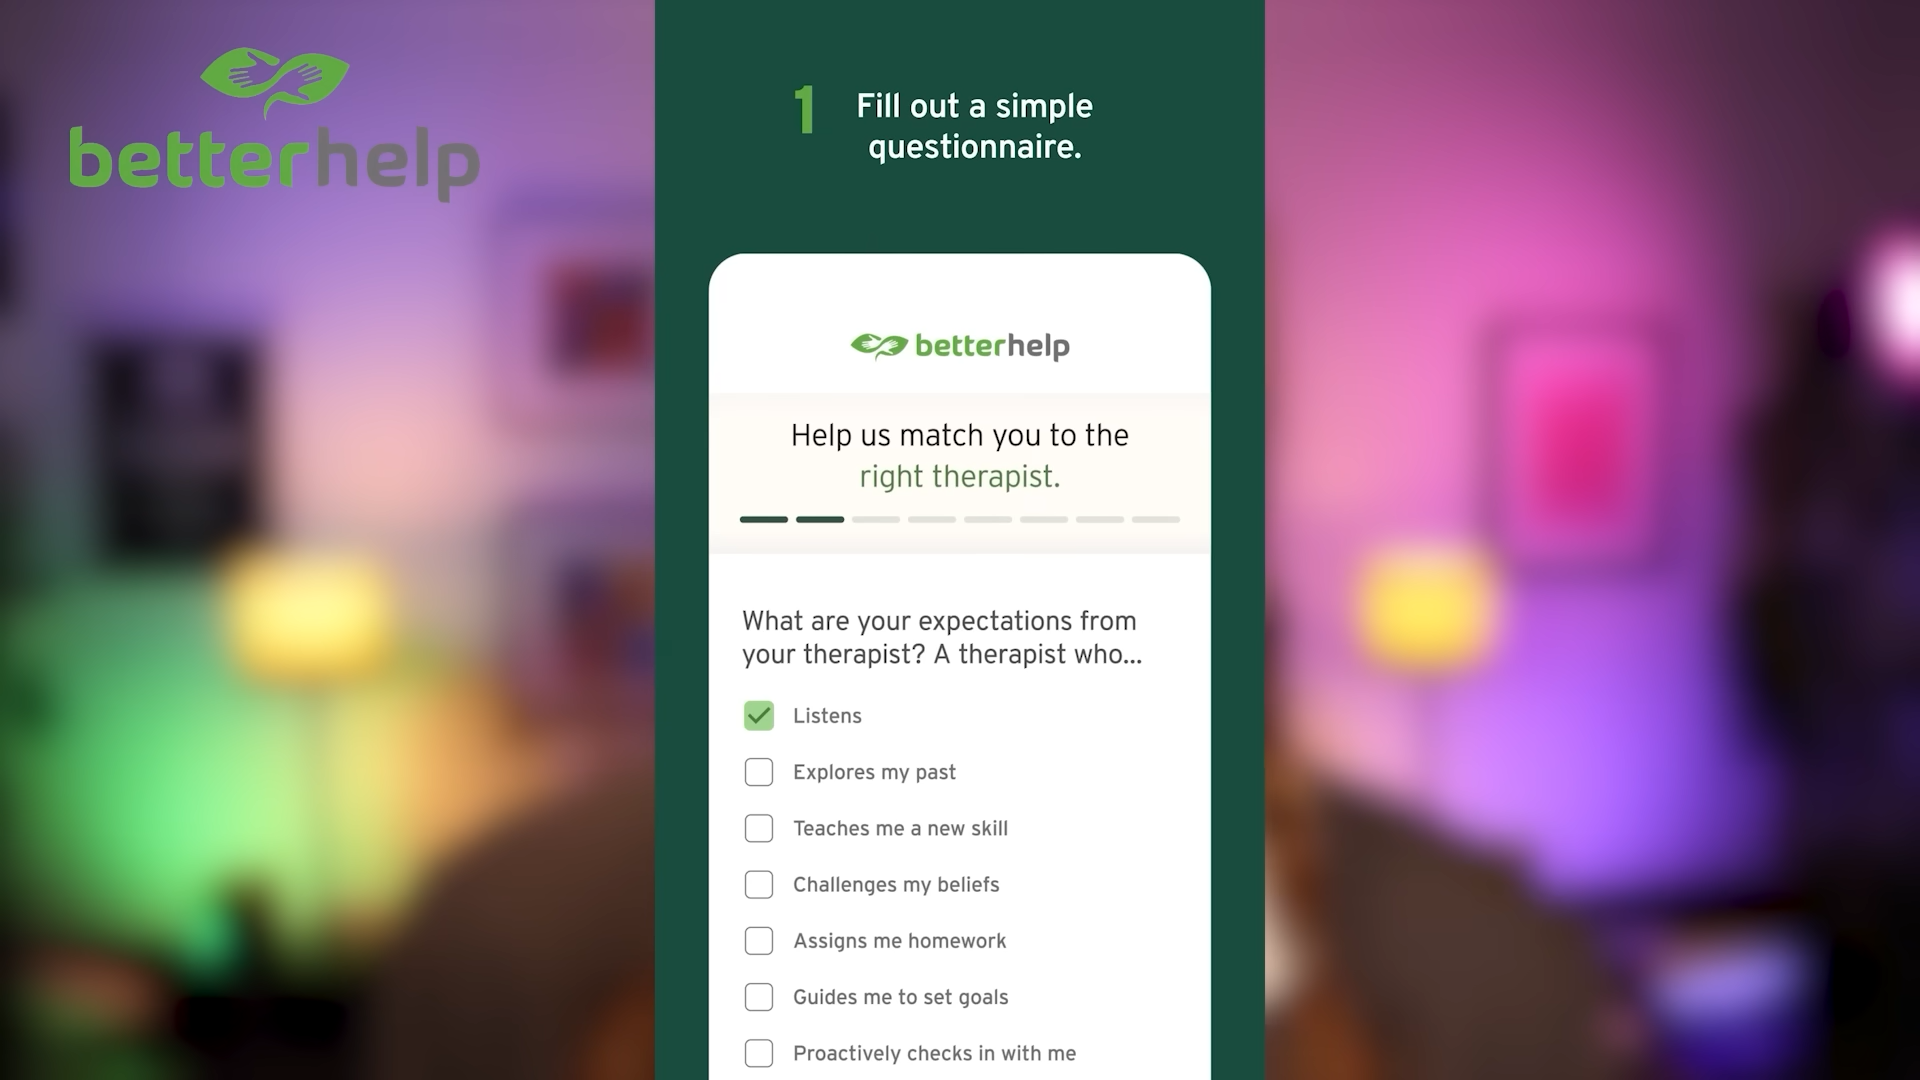 betterhelp
1 Fill out a simple
questionnaire.
betterhelp
Help us match you to the
right therapist.
What are your expectations from
your therapist? A therapist who...
Listens
Explores my past
Teaches me a new skill
Challenges my beliefs
Assigns me homework
Guides me to set goals
Proactively checks in with me